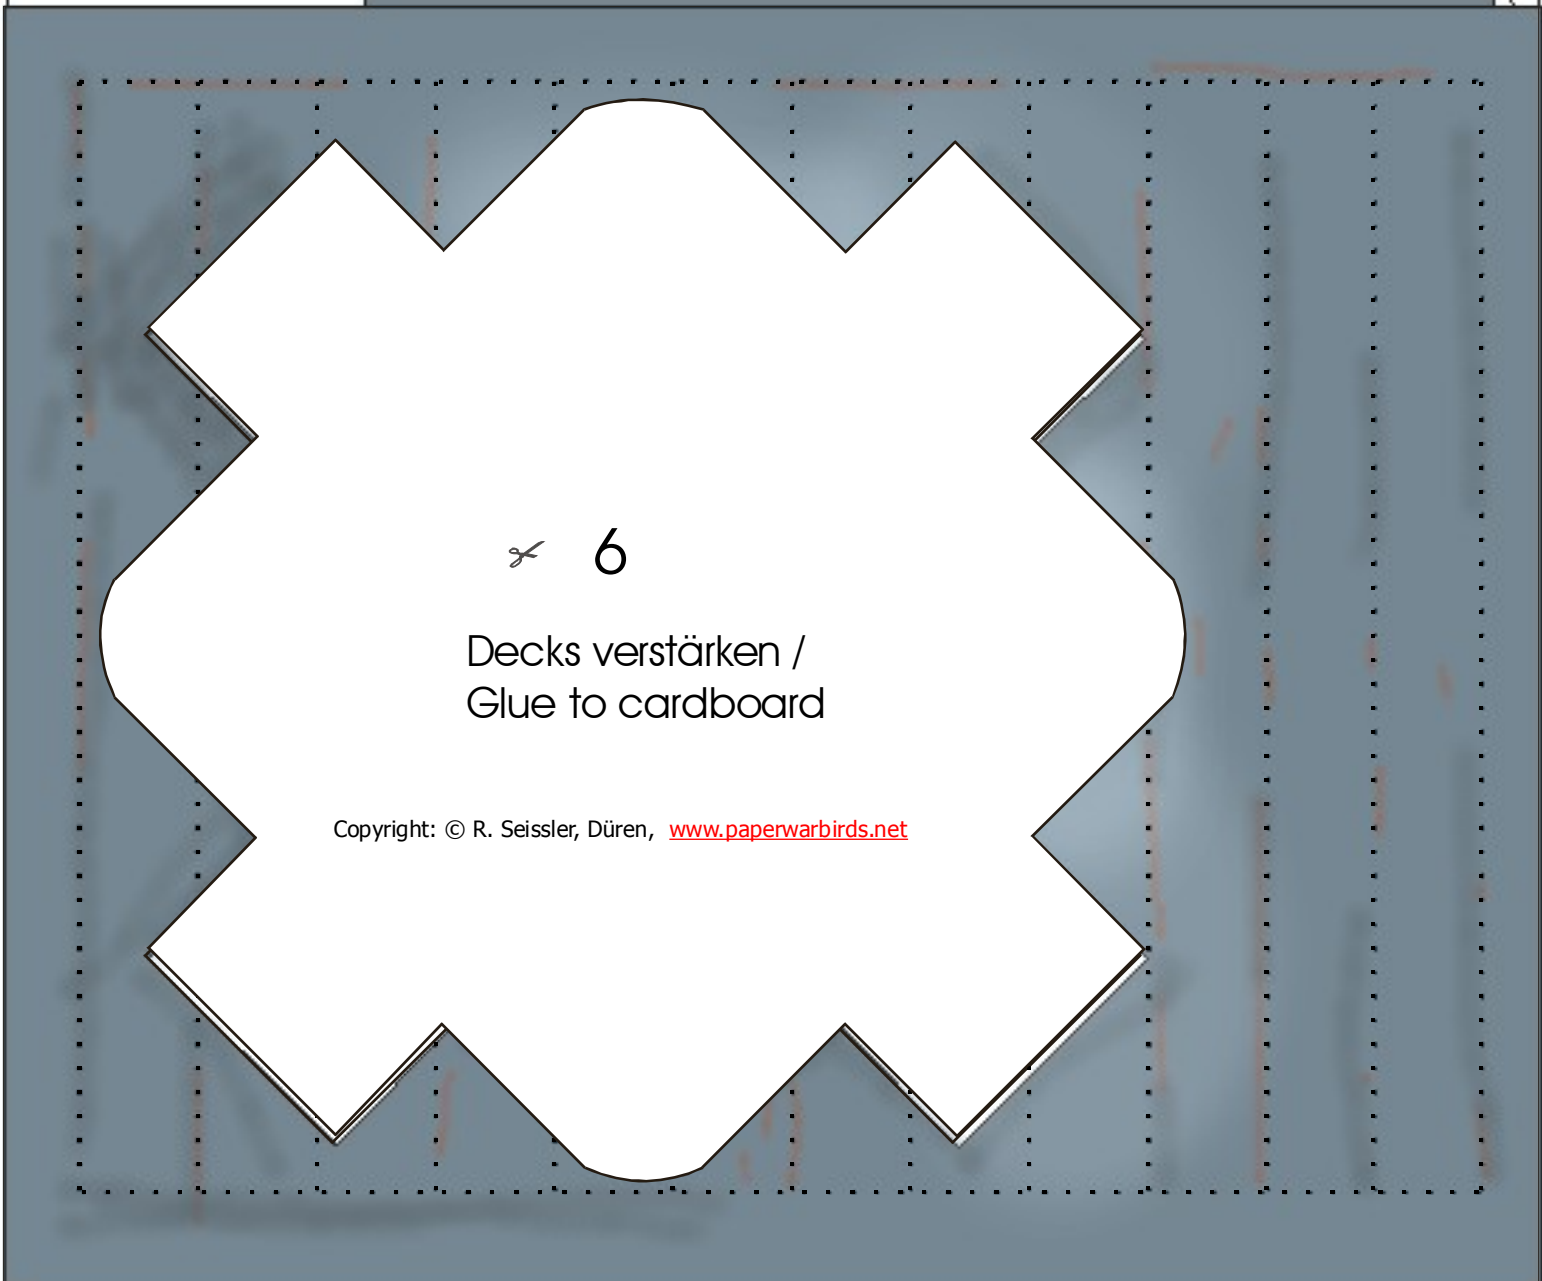 6
Decks verstärken /
Glue to cardboard
Copyright: © R. Seissler, Düren, www.paperwarbirds.net